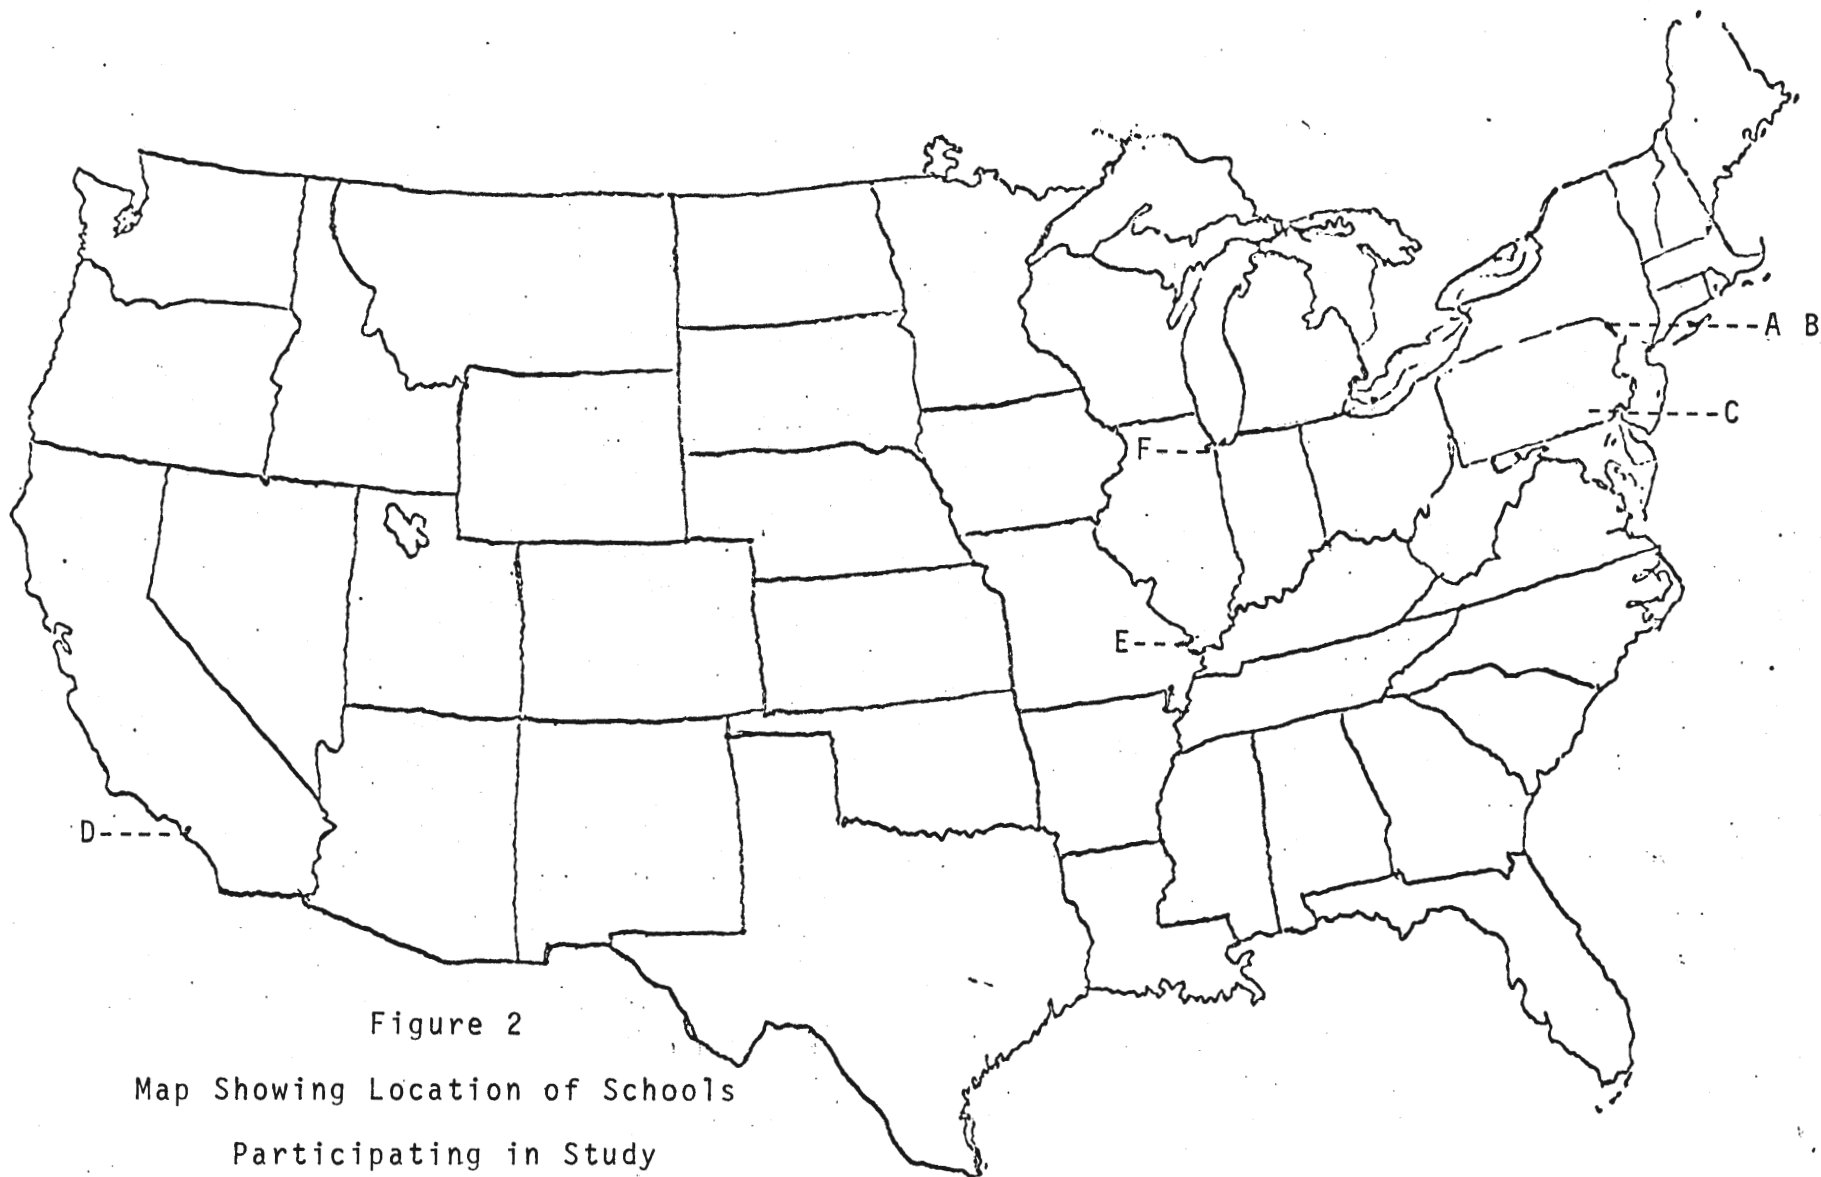 A B
C
F
E
D
Figure 2
Map Showing Location of Schools
Participating in Study